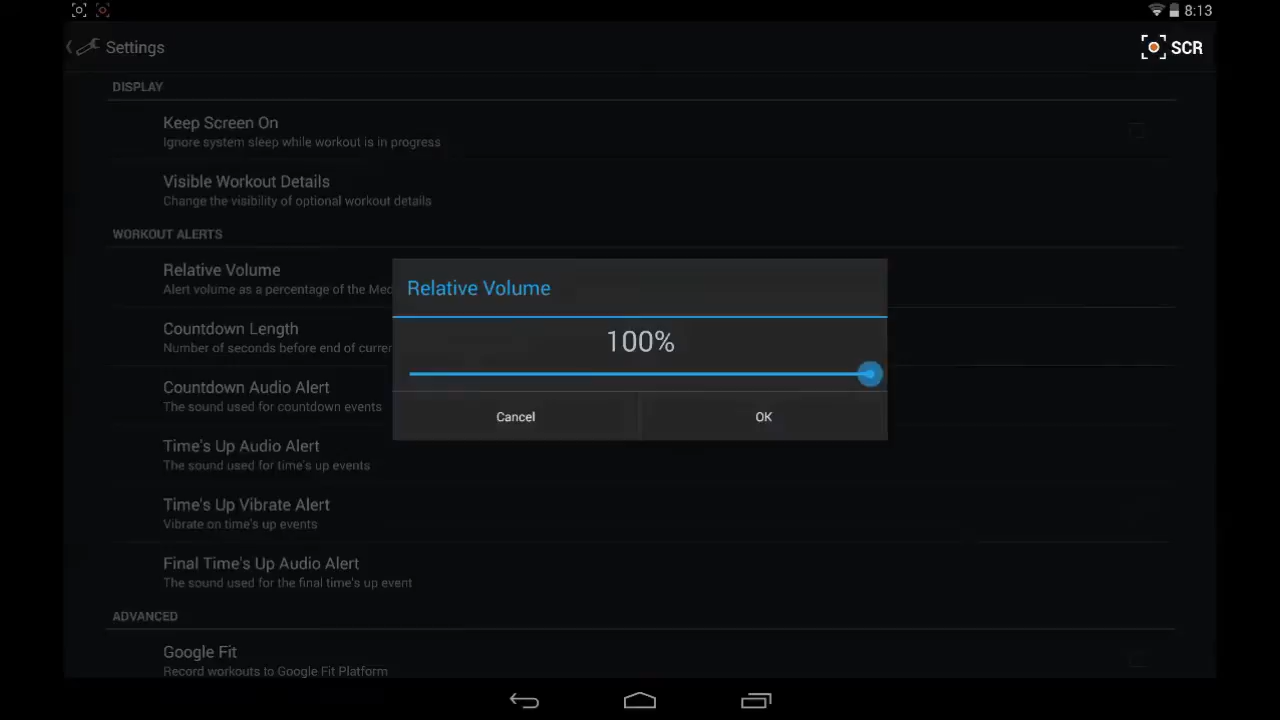 8:13
Settings
SCR
DISPLAY
Keep Screen On
Ignore system sleep while workout is in progress
Visible Workout Details
Change the visibility of optional workout details
WORKOUT ALERTS
Relative Volume
Alert volume as a percentage of the Med
Relative Volume
100%
Cancel
OK
Countdown Length
Number of seconds before end of curren
Countdown Audio Alert
The sound used for countdown events
Time's Up Audio Alert
The sound used for time's up events
Time's Up Vibrate Alert
Vibrate on time's up events
Final Time's Up Audio Alert
The sound used for the final time's up event
ADVANCED
Google Fit
Record workouts to Google Fit Platform